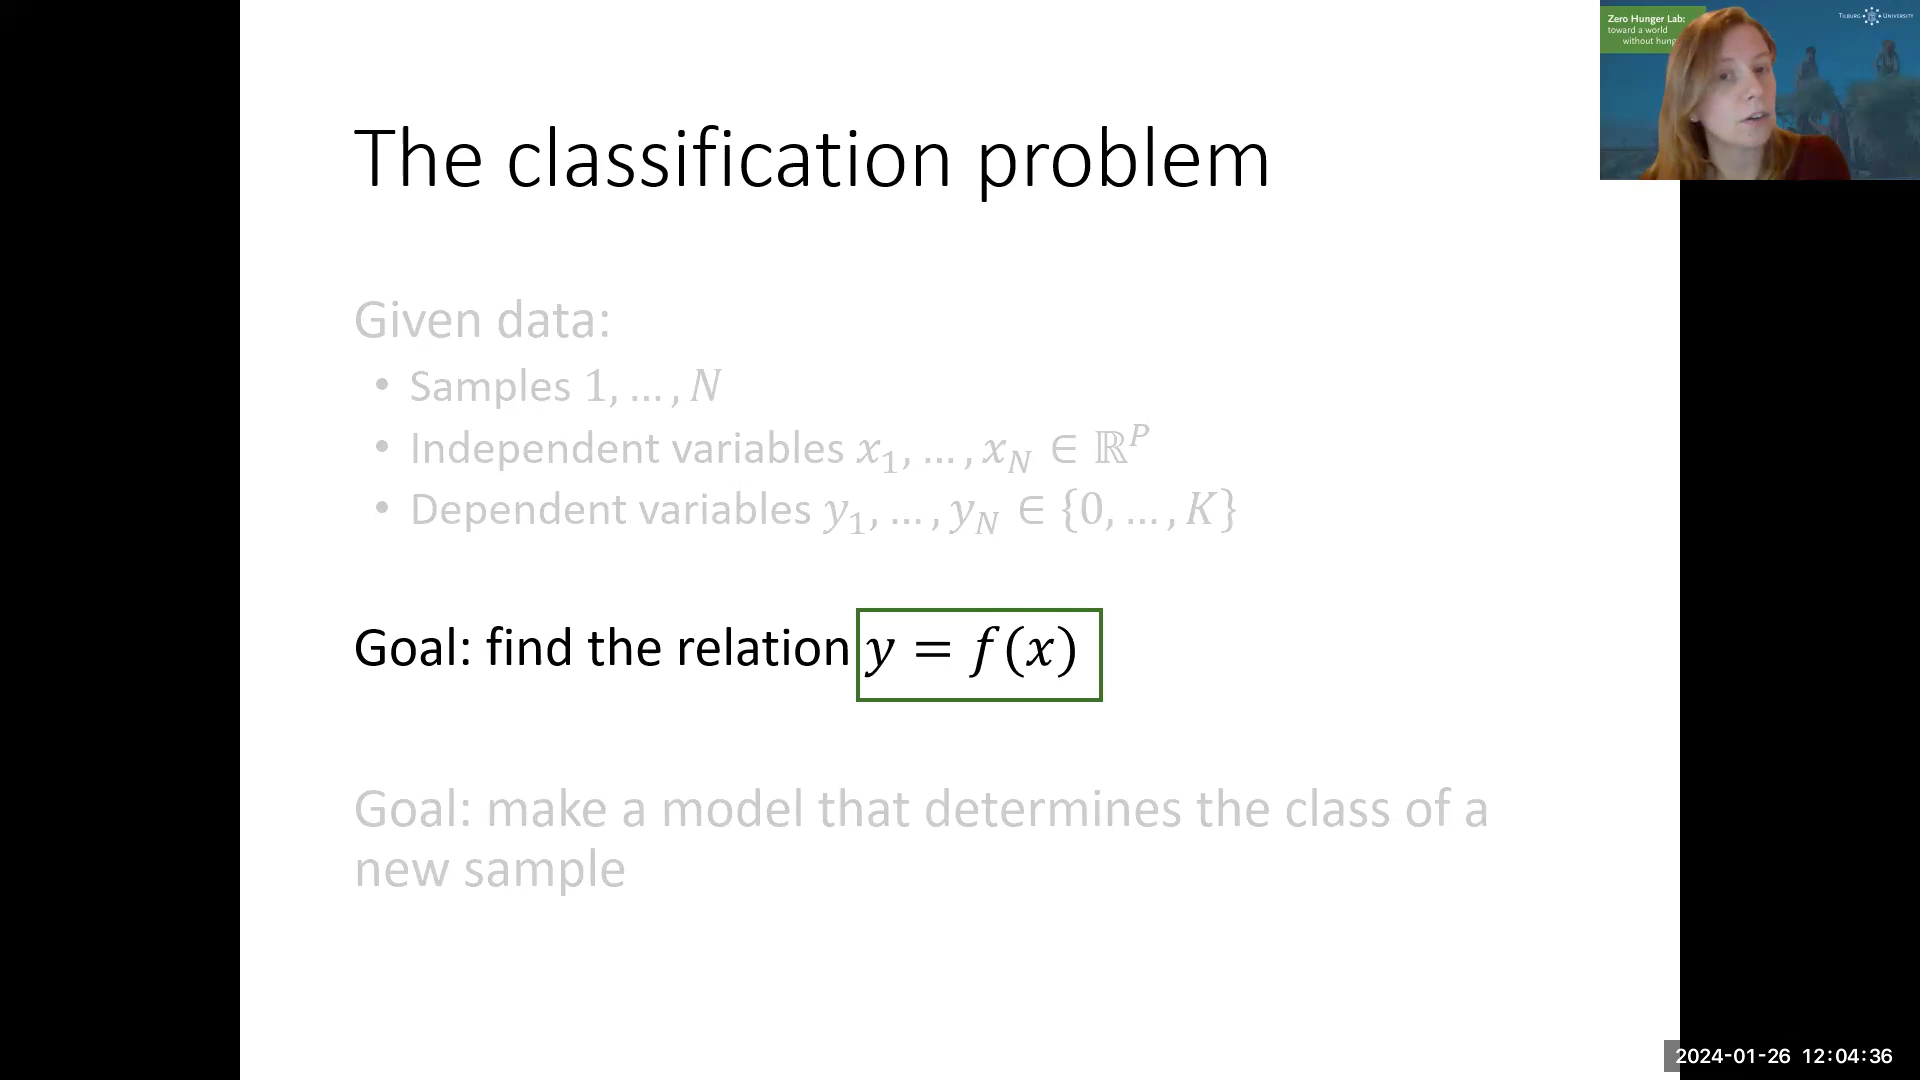 The classification problem
Given data:
• Samples 1, … , N
• Independent variables x₁, … , x_N ∈ ℝᴾ
• Dependent variables y₁, … , y_N ∈ {0, … , K}
Goal: find the relation y = f(x)
Goal: make a model that determines the class of a
new sample
Zero Hunger Lab:
toward a world
without hung
TILBURG UNIVERSITY
2024-01-26 12:04:36